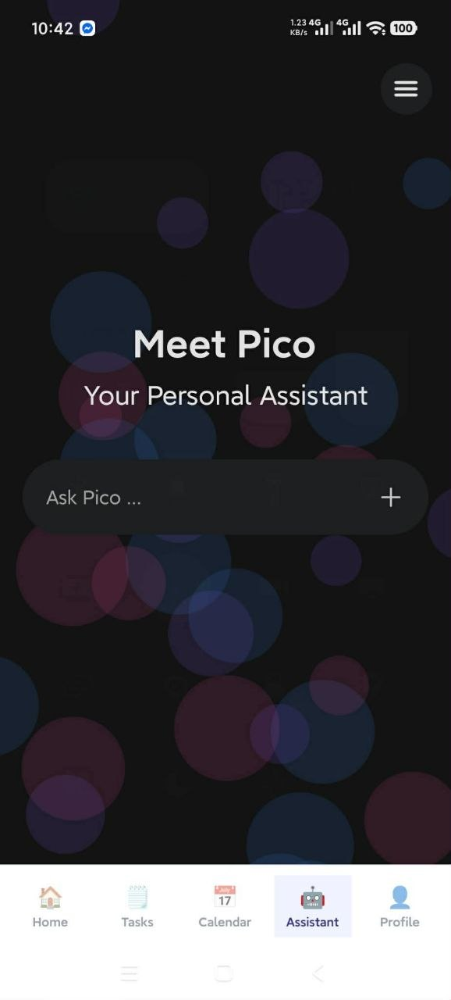 10:42
1.23 KB/s 4G 4G 100
Meet Pico
Your Personal Assistant
Ask Pico ...
July
17
Home Tasks Calendar Assistant Profile